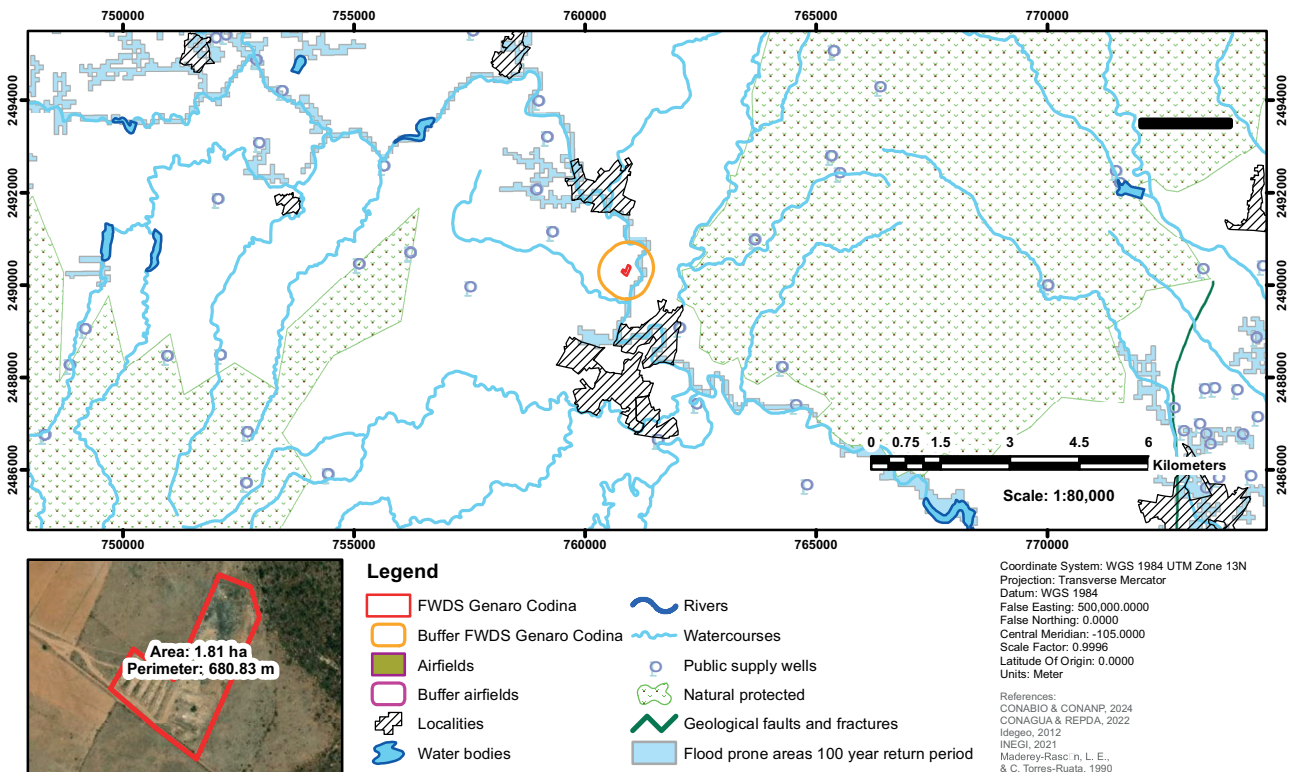 750000 755000 760000 765000 770000
2494000 2494000
2492000 2492000
2490000 2490000
2488000 2488000
2486000 2486000
0 0.75 1.5 3 4.5 6
Kilometers
Scale: 1:80,000
750000 755000 760000 765000 770000
Area: 1.81 ha
Perimeter: 680.83 m
Legend
FWDS Genaro Codina
Buffer FWDS Genaro Codina
Airfields
Buffer airfields
Localities
Water bodies
Rivers
Watercourses
Public supply wells
Natural protected
Geological faults and fractures
Flood prone areas 100 year return period
Coordinate System: WGS 1984 UTM Zone 13N
Projection: Transverse Mercator
Datum: WGS 1984
False Easting: 500,000.0000
False Northing: 0.0000
Central Meridian: -105.0000
Scale Factor: 0.9996
Latitude Of Origin: 0.0000
Units: Meter
References:
CONABIO & CONANP, 2024
CONAGUA & REPDA, 2022
Idegeo, 2012
INEGI, 2021
Maderey-Rasc n, L. E.,
& C. Torres-Ruata, 1990